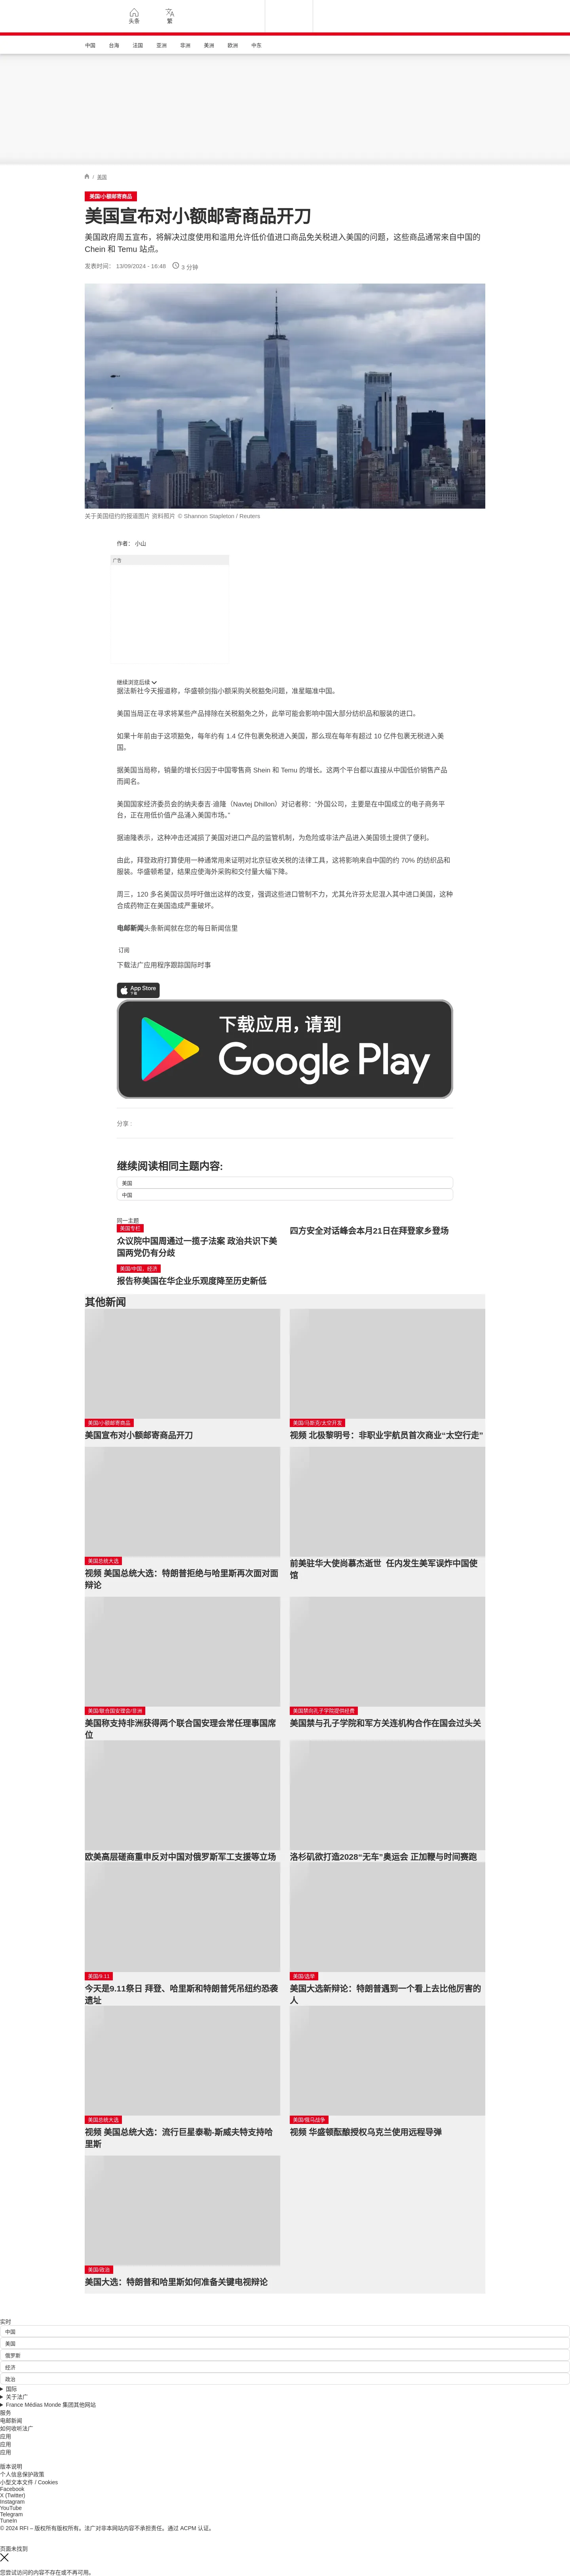 头条
繁
中国
台海
法国
亚洲
非洲
美洲
欧洲
中东
/ 美国
美国/小额邮寄商品
美国宣布对小额邮寄商品开刀
美国政府周五宣布，将解决过度使用和滥用允许低价值进口商品免关税进入美国的问题，这些商品通常来自中国的
Chein 和 Temu 站点。
发表时间： 13/09/2024 - 16:48
3 分钟
关于美国纽约的报道图片 资料照片 © Shannon Stapleton / Reuters
作者： 小山
广告
继续浏览后续
据法新社今天报道称，华盛顿剑指小额采购关税豁免问题，准星瞄准中国。
美国当局正在寻求将某些产品排除在关税豁免之外，此举可能会影响中国大部分纺织品和服装的进口。
如果十年前由于这项豁免，每年约有 1.4 亿件包裹免税进入美国，那么现在每年有超过 10 亿件包裹无税进入美
国。
据美国当局称，销量的增长归因于中国零售商 Shein 和 Temu 的增长。这两个平台都以直接从中国低价销售产品
而闻名。
美国国家经济委员会的纳夫泰吉·迪隆（Navtej Dhillon）对记者称：“外国公司，主要是在中国成立的电子商务平
台，正在用低价值产品涌入美国市场。”
据迪隆表示，这种冲击还减损了美国对进口产品的监管机制，为危险或非法产品进入美国领土提供了便利。
由此，拜登政府打算使用一种通常用来证明对北京征收关税的法律工具，这将影响来自中国的约 70% 的纺织品和
服装。华盛顿希望，结果应使海外采购和交付量大幅下降。
周三，120 多名美国议员呼吁做出这样的改变，强调这些进口管制不力，尤其允许芬太尼混入其中进口美国，这种
合成药物正在美国造成严重破坏。
电邮新闻头条新闻就在您的每日新闻信里
订阅
下载法广应用程序跟踪国际时事
App Store
下载
下载应用，请到
Google Play
分享 :
继续阅读相同主题内容:
美国
中国
同一主题
美国专栏
众议院中国周通过一揽子法案 政治共识下美
国两党仍有分歧
四方安全对话峰会本月21日在拜登家乡登场
美国/中国，经济
报告称美国在华企业乐观度降至历史新低
其他新闻
美国/小额邮寄商品
美国宣布对小额邮寄商品开刀
美国/马斯克/太空开发
视频 北极黎明号：非职业宇航员首次商业“太空行走”
美国总统大选
视频 美国总统大选：特朗普拒绝与哈里斯再次面对面
辩论
前美驻华大使尚慕杰逝世 任内发生美军误炸中国使
馆
美国/联合国安理会/非洲
美国称支持非洲获得两个联合国安理会常任理事国席
位
美国禁向孔子学院提供经费
美国禁与孔子学院和军方关连机构合作在国会过头关
欧美高层磋商重申反对中国对俄罗斯军工支援等立场
洛杉矶欲打造2028“无车”奥运会 正加鞭与时间赛跑
美国/9.11
今天是9.11祭日 拜登、哈里斯和特朗普凭吊纽约恐袭
遗址
美国/选举
美国大选新辩论：特朗普遇到一个看上去比他厉害的
人
美国总统大选
视频 美国总统大选：流行巨星泰勒-斯威夫特支持哈
里斯
美国/俄乌战争
视频 华盛顿酝酿授权乌克兰使用远程导弹
美国/政治
美国大选：特朗普和哈里斯如何准备关键电视辩论
实时
中国
美国
俄罗斯
经济
政治
国际
关于法广
France Médias Monde 集团其他网站
服务
电邮新闻
如何收听法广
应用
应用
应用
版本说明
个人信息保护政策
小型文本文件 / Cookies
Facebook
X (Twitter)
Instagram
YouTube
Telegram
TuneIn
© 2024 RFI – 版权所有版权所有。法广对非本网站内容不承担责任。通过 ACPM 认证。
页面未找到
您尝试访问的内容不存在或不再可用。